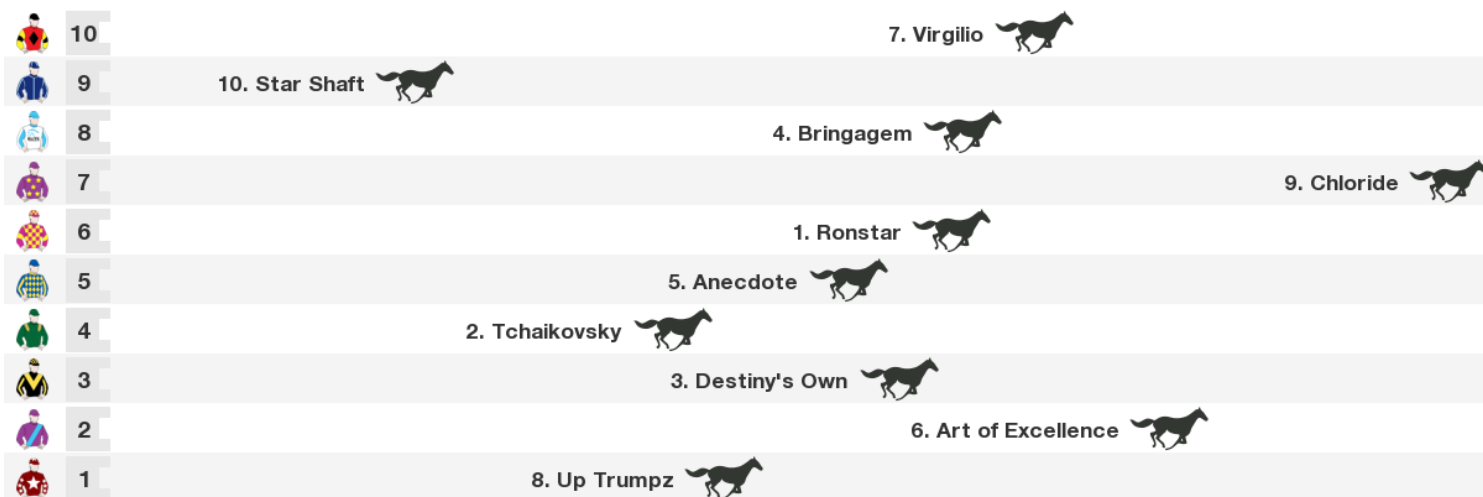 10 7. Virgilio
9 10. Star Shaft
8 4. Bringagem
7 9. Chloride
6 1. Ronstar
5 5. Anecdote
4 2. Tchaikovsky
3 3. Destiny's Own
2 6. Art of Excellence
1 8. Up Trumpz